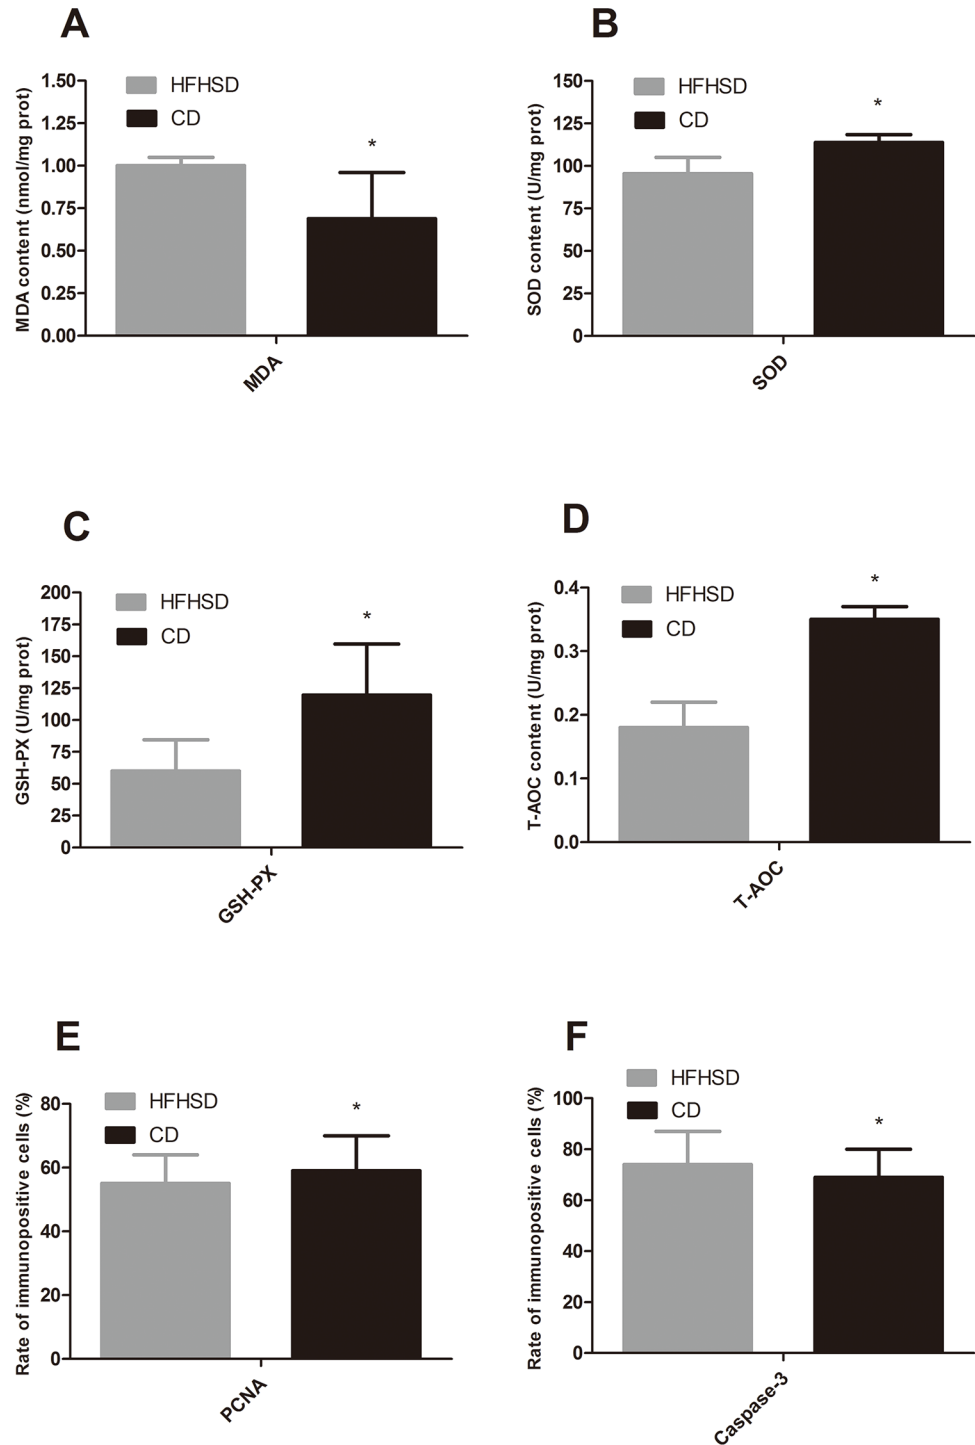 A
MDA content (nmol/mg prot)
1.50
1.25
1.00
0.75
0.50
0.25
0.00
HFHSD
CD
*
MDA
B
SOD content (U/mg prot)
150
125
100
75
50
25
0
HFHSD
CD
*
SOD
C
GSH-PX (U/mg prot)
200
175
150
125
100
75
50
25
0
HFHSD
CD
*
GSH-PX
D
T-AOC content (U/mg prot)
0.4
0.3
0.2
0.1
0.0
HFHSD
CD
*
T-AOC
E
Rate of immunopositive cells (%)
80
60
40
20
0
HFHSD
CD
*
PCNA
F
Rate of immunopositive cells (%)
100
80
60
40
20
0
HFHSD
CD
*
Caspase-3